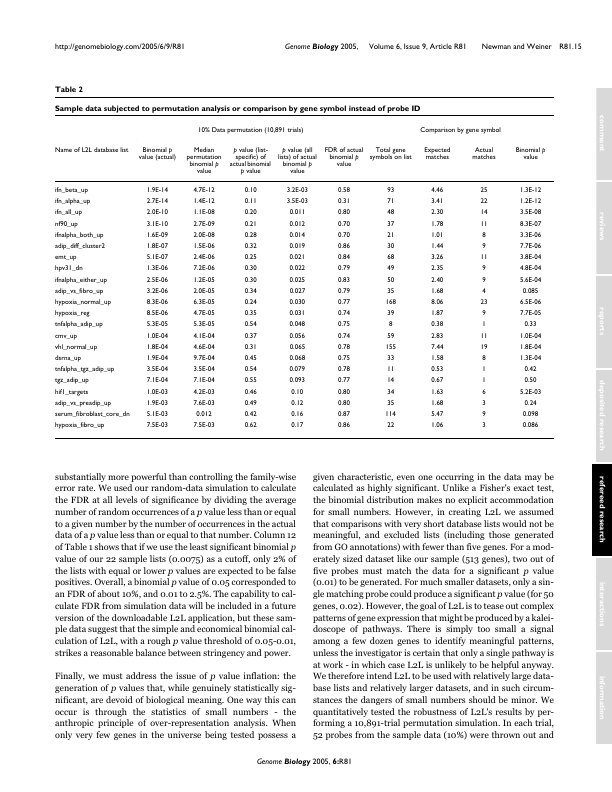 http://genomebiology.com/2005/6/9/R81 Genome Biology 2005, Volume 6, Issue 9, Article R81 Newman and Weiner R81.15
Table 2
Sample data subjected to permutation analysis or comparison by gene symbol instead of probe ID
10% Data permutation (10,891 trials) Comparison by gene symbol
Name of L2L database list Binomial p value (actual) Median permutation binomial p value p value (list-specific) of actual binomial p value p value (all lists) of actual binomial p value FDR of actual binomial p value Total gene symbols on list Expected matches Actual matches Binomial p value
ifn_beta_up 1.9E-14 4.7E-12 0.10 3.2E-03 0.58 93 4.46 25 1.3E-12
ifn_alpha_up 2.7E-14 1.4E-12 0.11 3.5E-03 0.31 71 3.41 22 1.2E-12
ifn_all_up 2.0E-10 1.1E-08 0.20 0.011 0.80 48 2.30 14 3.5E-08
nf90_up 3.1E-10 2.7E-09 0.21 0.012 0.70 37 1.78 11 8.3E-07
ifnalpha_both_up 1.6E-09 2.0E-08 0.28 0.014 0.70 21 1.01 8 3.3E-06
adip_diff_cluster2 1.8E-07 1.5E-06 0.32 0.019 0.86 30 1.44 9 7.7E-06
emt_up 5.1E-07 2.4E-06 0.25 0.021 0.84 68 3.26 11 3.8E-04
hpv31_dn 1.3E-06 7.2E-06 0.30 0.022 0.79 49 2.35 9 4.8E-04
ifnalpha_either_up 2.5E-06 1.2E-05 0.30 0.025 0.83 50 2.40 9 5.6E-04
adip_vs_fibro_up 3.2E-06 2.0E-05 0.34 0.027 0.79 35 1.68 4 0.085
hypoxia_normal_up 8.3E-06 6.3E-05 0.24 0.030 0.77 168 8.06 23 6.5E-06
hypoxia_reg 8.5E-06 4.7E-05 0.35 0.031 0.74 39 1.87 9 7.7E-05
tnfalpha_adip_up 5.3E-05 5.3E-05 0.54 0.048 0.75 8 0.38 1 0.33
cmv_up 1.0E-04 4.1E-04 0.37 0.056 0.74 59 2.83 11 1.0E-04
vhl_normal_up 1.8E-04 4.6E-04 0.31 0.065 0.78 155 7.44 19 1.8E-04
dsrna_up 1.9E-04 9.7E-04 0.45 0.068 0.75 33 1.58 8 1.3E-04
tnfalpha_tgz_adip_up 3.5E-04 3.5E-04 0.54 0.079 0.78 11 0.53 1 0.42
tgz_adip_up 7.1E-04 7.1E-04 0.55 0.093 0.77 14 0.67 1 0.50
hif1_targets 1.0E-03 4.2E-03 0.46 0.10 0.80 34 1.63 6 5.2E-03
adip_vs_preadip_up 1.9E-03 7.6E-03 0.49 0.12 0.80 35 1.68 3 0.24
serum_fibroblast_core_dn 5.1E-03 0.012 0.42 0.16 0.87 114 5.47 9 0.098
hypoxia_fibro_up 7.5E-03 7.5E-03 0.62 0.17 0.86 22 1.06 3 0.086
substantially more powerful than controlling the family-wise
error rate. We used our random-data simulation to calculate
the FDR at all levels of significance by dividing the average
number of random occurrences of a p value less than or equal
to a given number by the number of occurrences in the actual
data of a p value less than or equal to that number. Column 12
of Table 1 shows that if we use the least significant binomial p
value of our 22 sample lists (0.0075) as a cutoff, only 2% of
the lists with equal or lower p values are expected to be false
positives. Overall, a binomial p value of 0.05 corresponded to
an FDR of about 10%, and 0.01 to 2.5%. The capability to cal-
culate FDR from simulation data will be included in a future
version of the downloadable L2L application, but these sam-
ple data suggest that the simple and economical binomial cal-
culation of L2L, with a rough p value threshold of 0.05-0.01,
strikes a reasonable balance between stringency and power.
Finally, we must address the issue of p value inflation: the
generation of p values that, while genuinely statistically sig-
nificant, are devoid of biological meaning. One way this can
occur is through the statistics of small numbers - the
anthropic principle of over-representation analysis. When
only very few genes in the universe being tested possess a
given characteristic, even one occurring in the data may be
calculated as highly significant. Unlike a Fisher's exact test,
the binomial distribution makes no explicit accommodation
for small numbers. However, in creating L2L we assumed
that comparisons with very short database lists would not be
meaningful, and excluded lists (including those generated
from GO annotations) with fewer than five genes. For a mod-
erately sized dataset like our sample (513 genes), two out of
five probes must match the data for a significant p value
(0.01) to be generated. For much smaller datasets, only a sin-
gle matching probe could produce a significant p value (for 50
genes, 0.02). However, the goal of L2L is to tease out complex
patterns of gene expression that might be produced by a kalei-
doscope of pathways. There is simply too small a signal
among a few dozen genes to identify meaningful patterns,
unless the investigator is certain that only a single pathway is
at work - in which case L2L is unlikely to be helpful anyway.
We therefore intend L2L to be used with relatively large data-
base lists and relatively larger datasets, and in such circum-
stances the dangers of small numbers should be minor. We
quantitatively tested the robustness of L2L's results by per-
forming a 10,891-trial permutation simulation. In each trial,
52 probes from the sample data (10%) were thrown out and
comment
reviews
reports
deposited research
refereed research
interactions
information
Genome Biology 2005, 6:R81